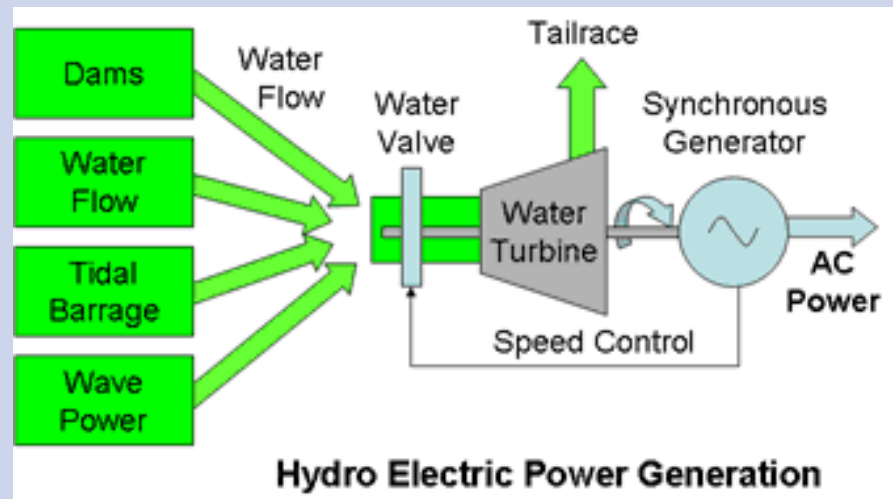 Dams
Water
Flow
Tidal
Barrage
Wave
Power
Water
Flow
Water
Valve
Tailrace
Water
Turbine
Synchronous
Generator
AC
Power
Speed Control
Hydro Electric Power Generation